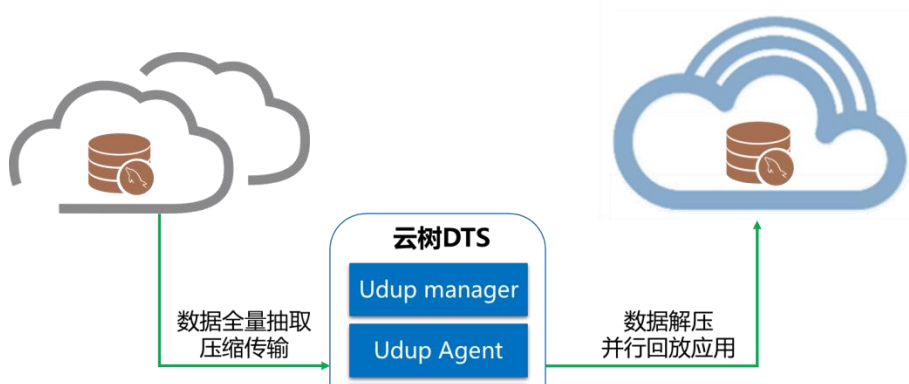 云树DTS
Udup manager
数据全量抽取
压缩传输
Udup Agent
数据解压
并行回放应用